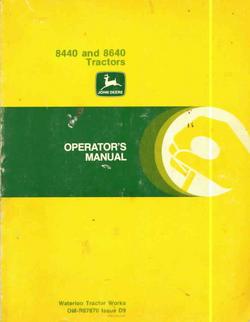 8440 and 8640
Tractors
JOHN DEERE
OPERATOR'S
MANUAL
Waterloo Tractor Works
OM-R67870 Issue D9